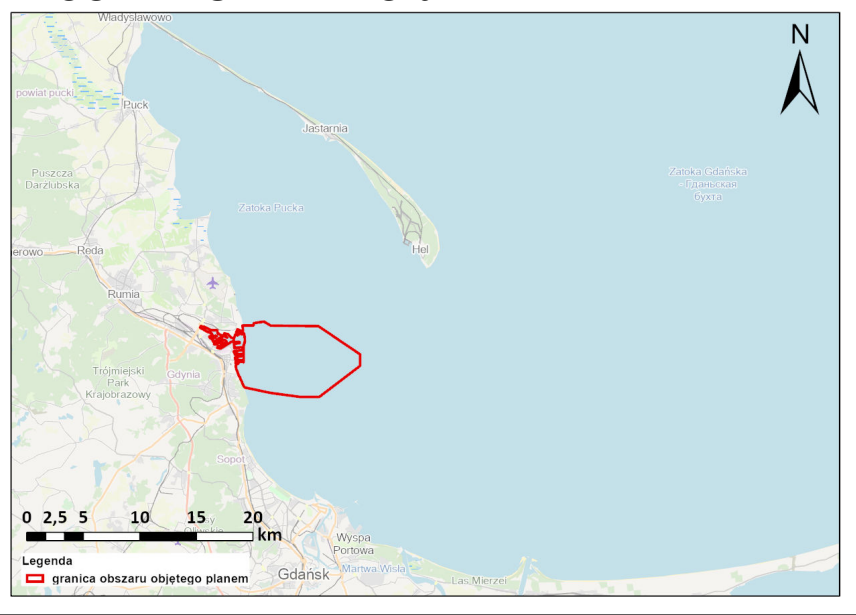 Władysławowo
N
powiat pucki
Puck
Jastarnia
Puszcza
Darżlubska
Zatoka Gdańska
- Гданьская
бухта
Zatoka Pucka
Hel
Reda
Rumia
Trójmiejski
Park
Krajobrazowy
Gdynia
Sopot
0 2,5 5 10 15 20
km
Oliwskie
Wyspa
Portowa
Legenda
granica obszaru objętego planem
Gdańsk
Martwa Wisła
Las Mierzei